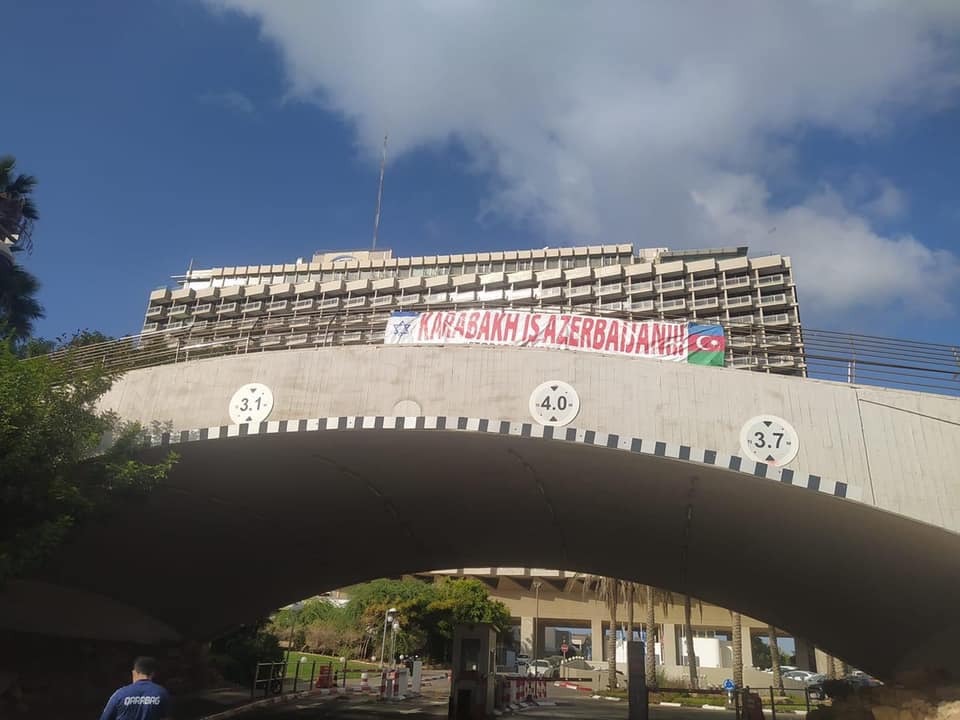 KARABAKH IS AZERBAIJAN!!!
3.1
4.0
3.7
QARABAG